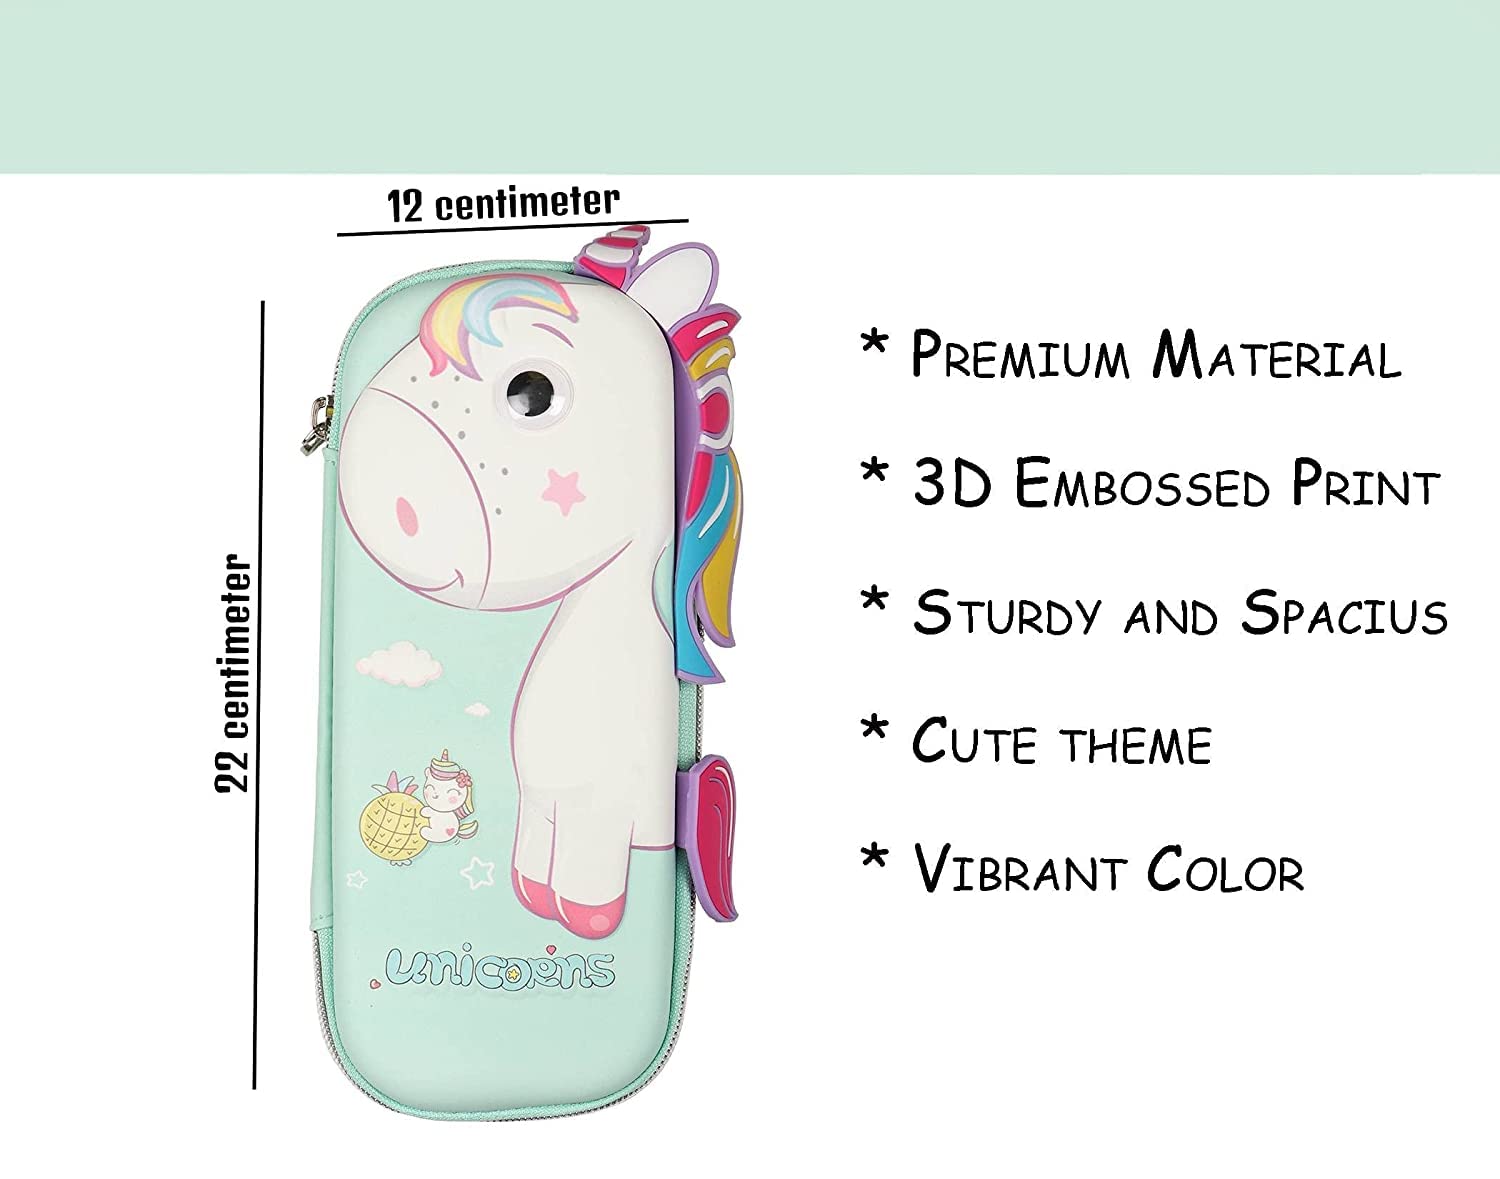 12 centimeter
22 centimeter
* Premium Material
* 3D Embossed Print
* Sturdy and Spacius
* Cute theme
* Vibrant Color
unicorns